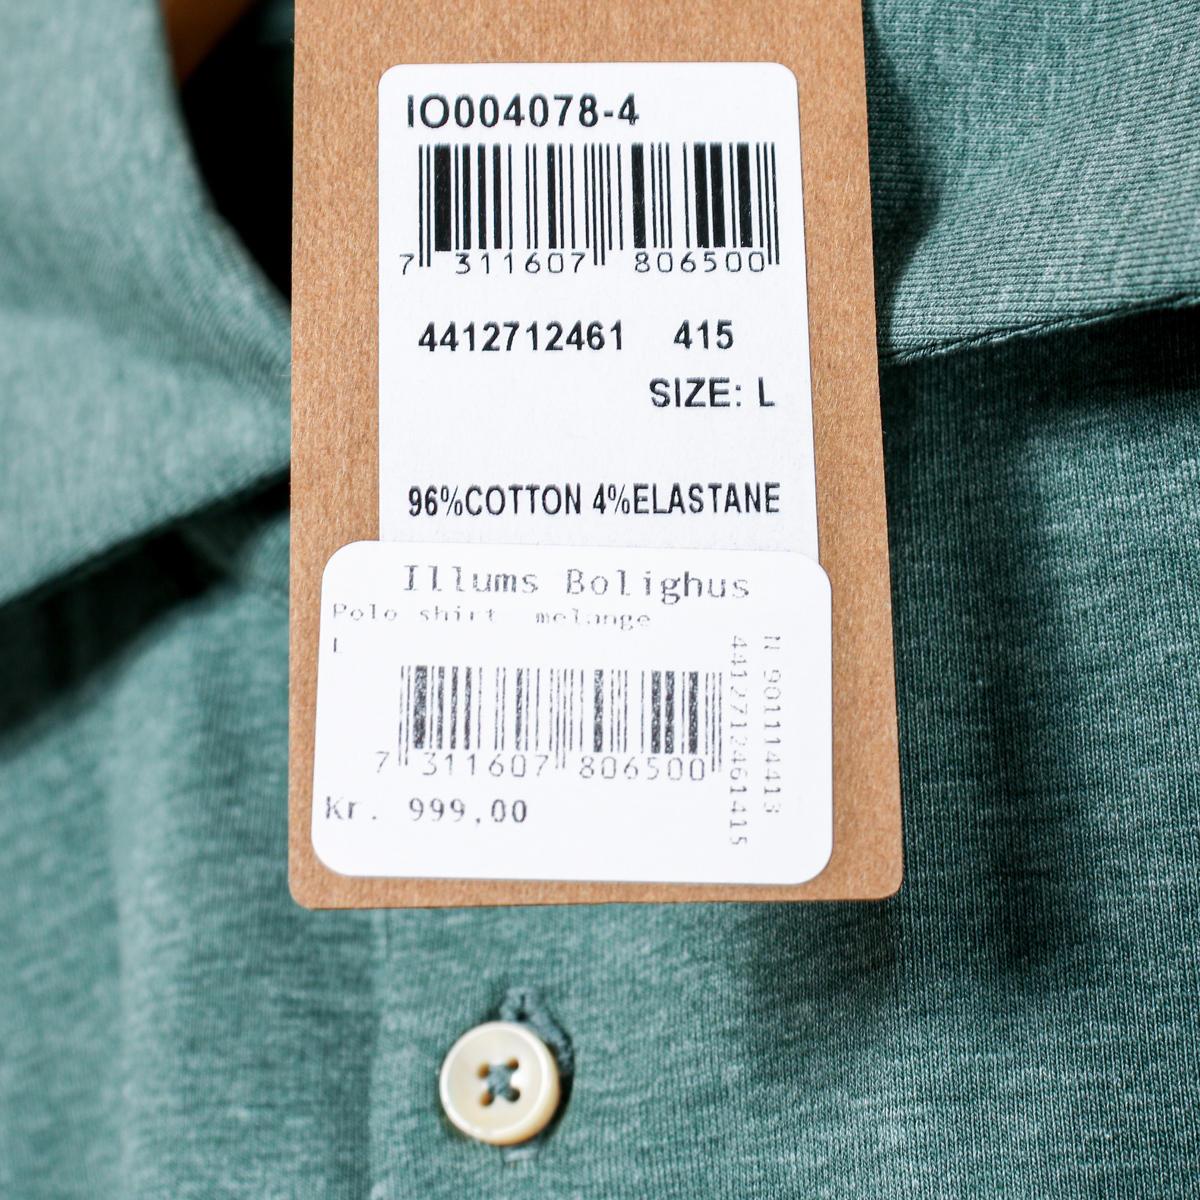 IO004078-4
7 311607 806500
4412712461 415
SIZE: L
96%COTTON 4%ELASTANE
Illums Bolighus
Polo shirt melange
L
7 311607 806500
Kr. 999,00
N 901114413
4412712461415